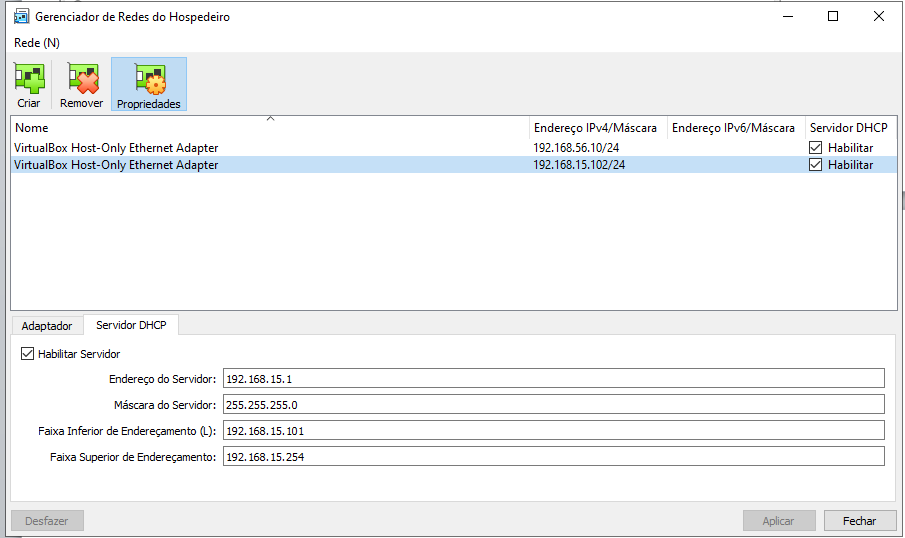 Gerenciador de Redes do Hospedeiro
Rede (N)
Criar Remover Propriedades
Nome Endereço IPv4/Máscara Endereço IPv6/Máscara Servidor DHCP
VirtualBox Host-Only Ethernet Adapter 192.168.56.10/24 Habilitar
VirtualBox Host-Only Ethernet Adapter 192.168.15.102/24 Habilitar
Adaptador Servidor DHCP
Habilitar Servidor
Endereço do Servidor: 192.168.15.1
Máscara do Servidor: 255.255.255.0
Faixa Inferior de Endereçamento (L): 192.168.15.101
Faixa Superior de Endereçamento: 192.168.15.254
Desfazer Aplicar Fechar